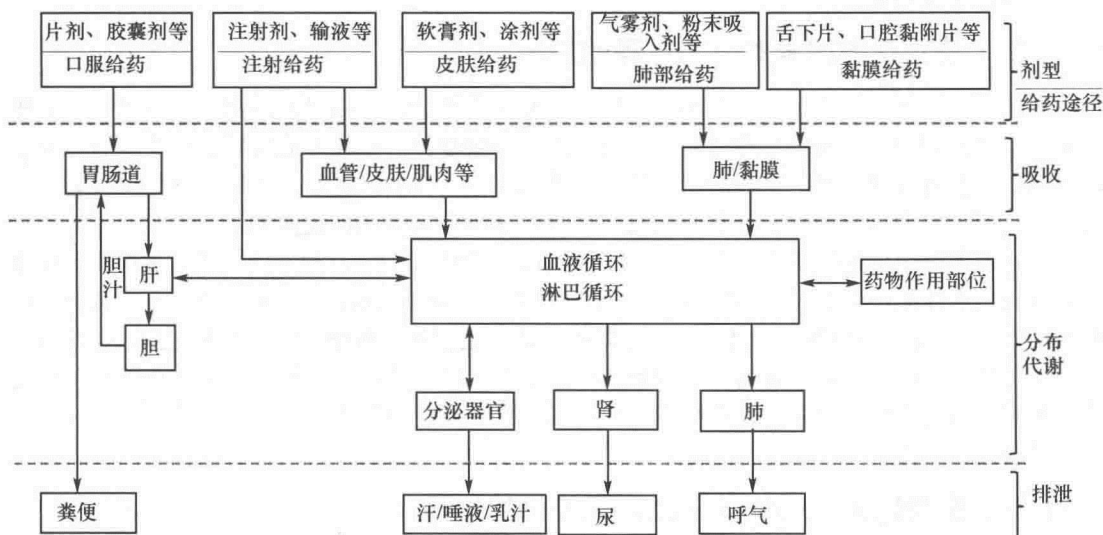 片剂、胶囊剂等
口服给药
注射剂、输液等
注射给药
软膏剂、涂剂等
皮肤给药
气雾剂、粉末吸
入剂等
肺部给药
舌下片、口腔黏附片等
黏膜给药
剂型
给药途径
胃肠道
血管/皮肤/肌肉等
肺/黏膜
吸收
胆汁
肝
胆
血液循环
淋巴循环
药物作用部位
分布
代谢
分泌器官
肾
肺
粪便
汗/唾液/乳汁
尿
呼气
排泄